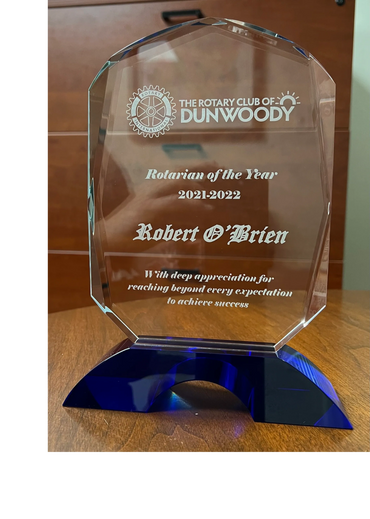 THE ROTARY CLUB OF
DUNWOODY
Rotarian of the Year
2021-2022
Robert O'Brien
With deep appreciation for
reaching beyond every expectation
to achieve success